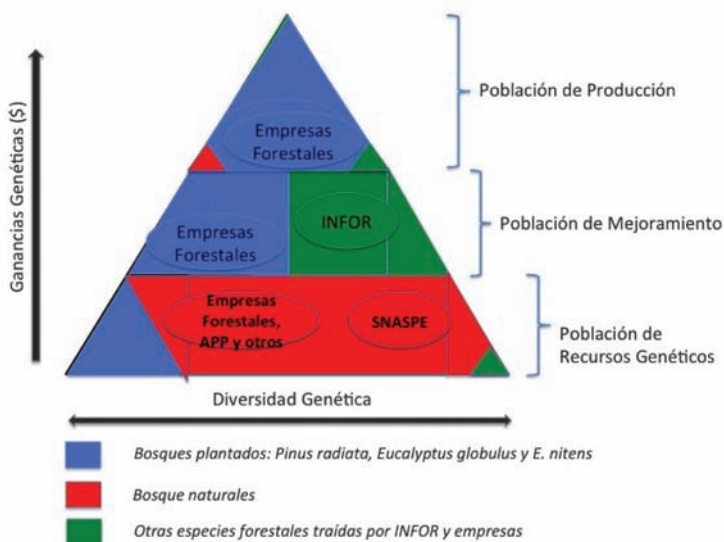 Ganancias Genéticas ($)
Empresas
Forestales
Población de Producción
Empresas
Forestales
INFOR
Población de Mejoramiento
Empresas
Forestales,
APP y otros
SNASPE
Población de
Recursos Genéticos
Diversidad Genética
Bosques plantados: Pinus radiata, Eucalyptus globulus y E. nitens
Bosque naturales
Otras especies forestales traídas por INFOR y empresas